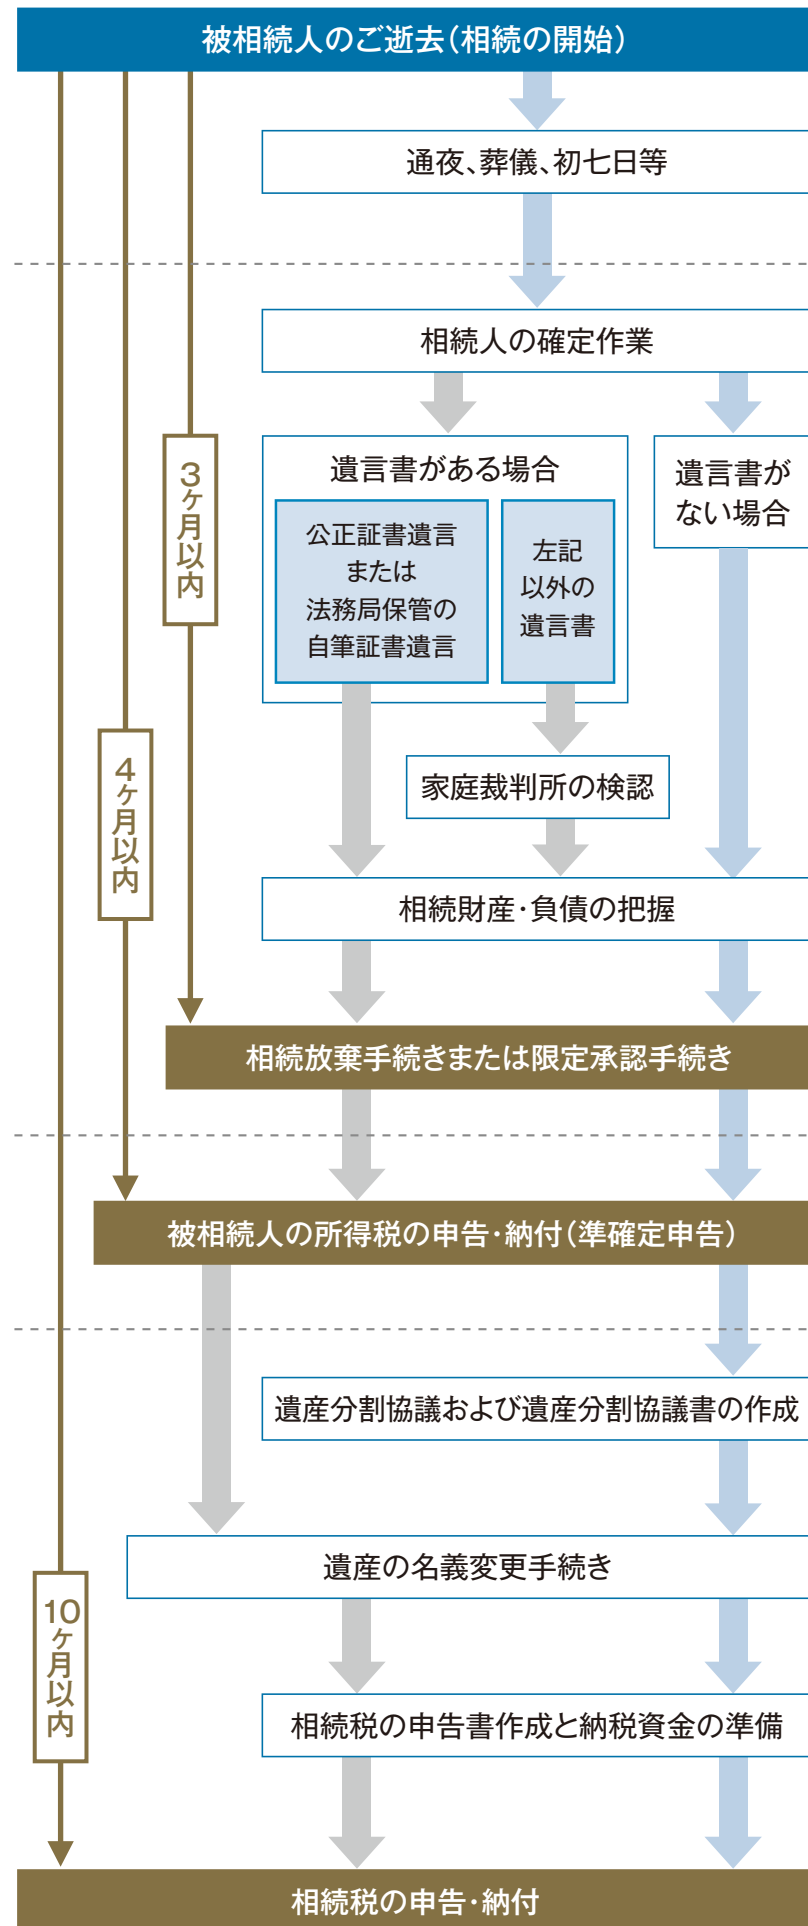 被相続人のご逝去（相続の開始）
通夜、葬儀、初七日等
相続人の確定作業
3ヶ月以内
遺言書がある場合
公正証書遺言
または
法務局保管の
自筆証書遺言
左記
以外の
遺言書
遺言書が
ない場合
4ヶ月以内
家庭裁判所の検認
相続財産・負債の把握
相続放棄手続きまたは限定承認手続き
被相続人の所得税の申告・納付（準確定申告）
遺産分割協議および遺産分割協議書の作成
遺産の名義変更手続き
10ヶ月以内
相続税の申告書作成と納税資金の準備
相続税の申告・納付